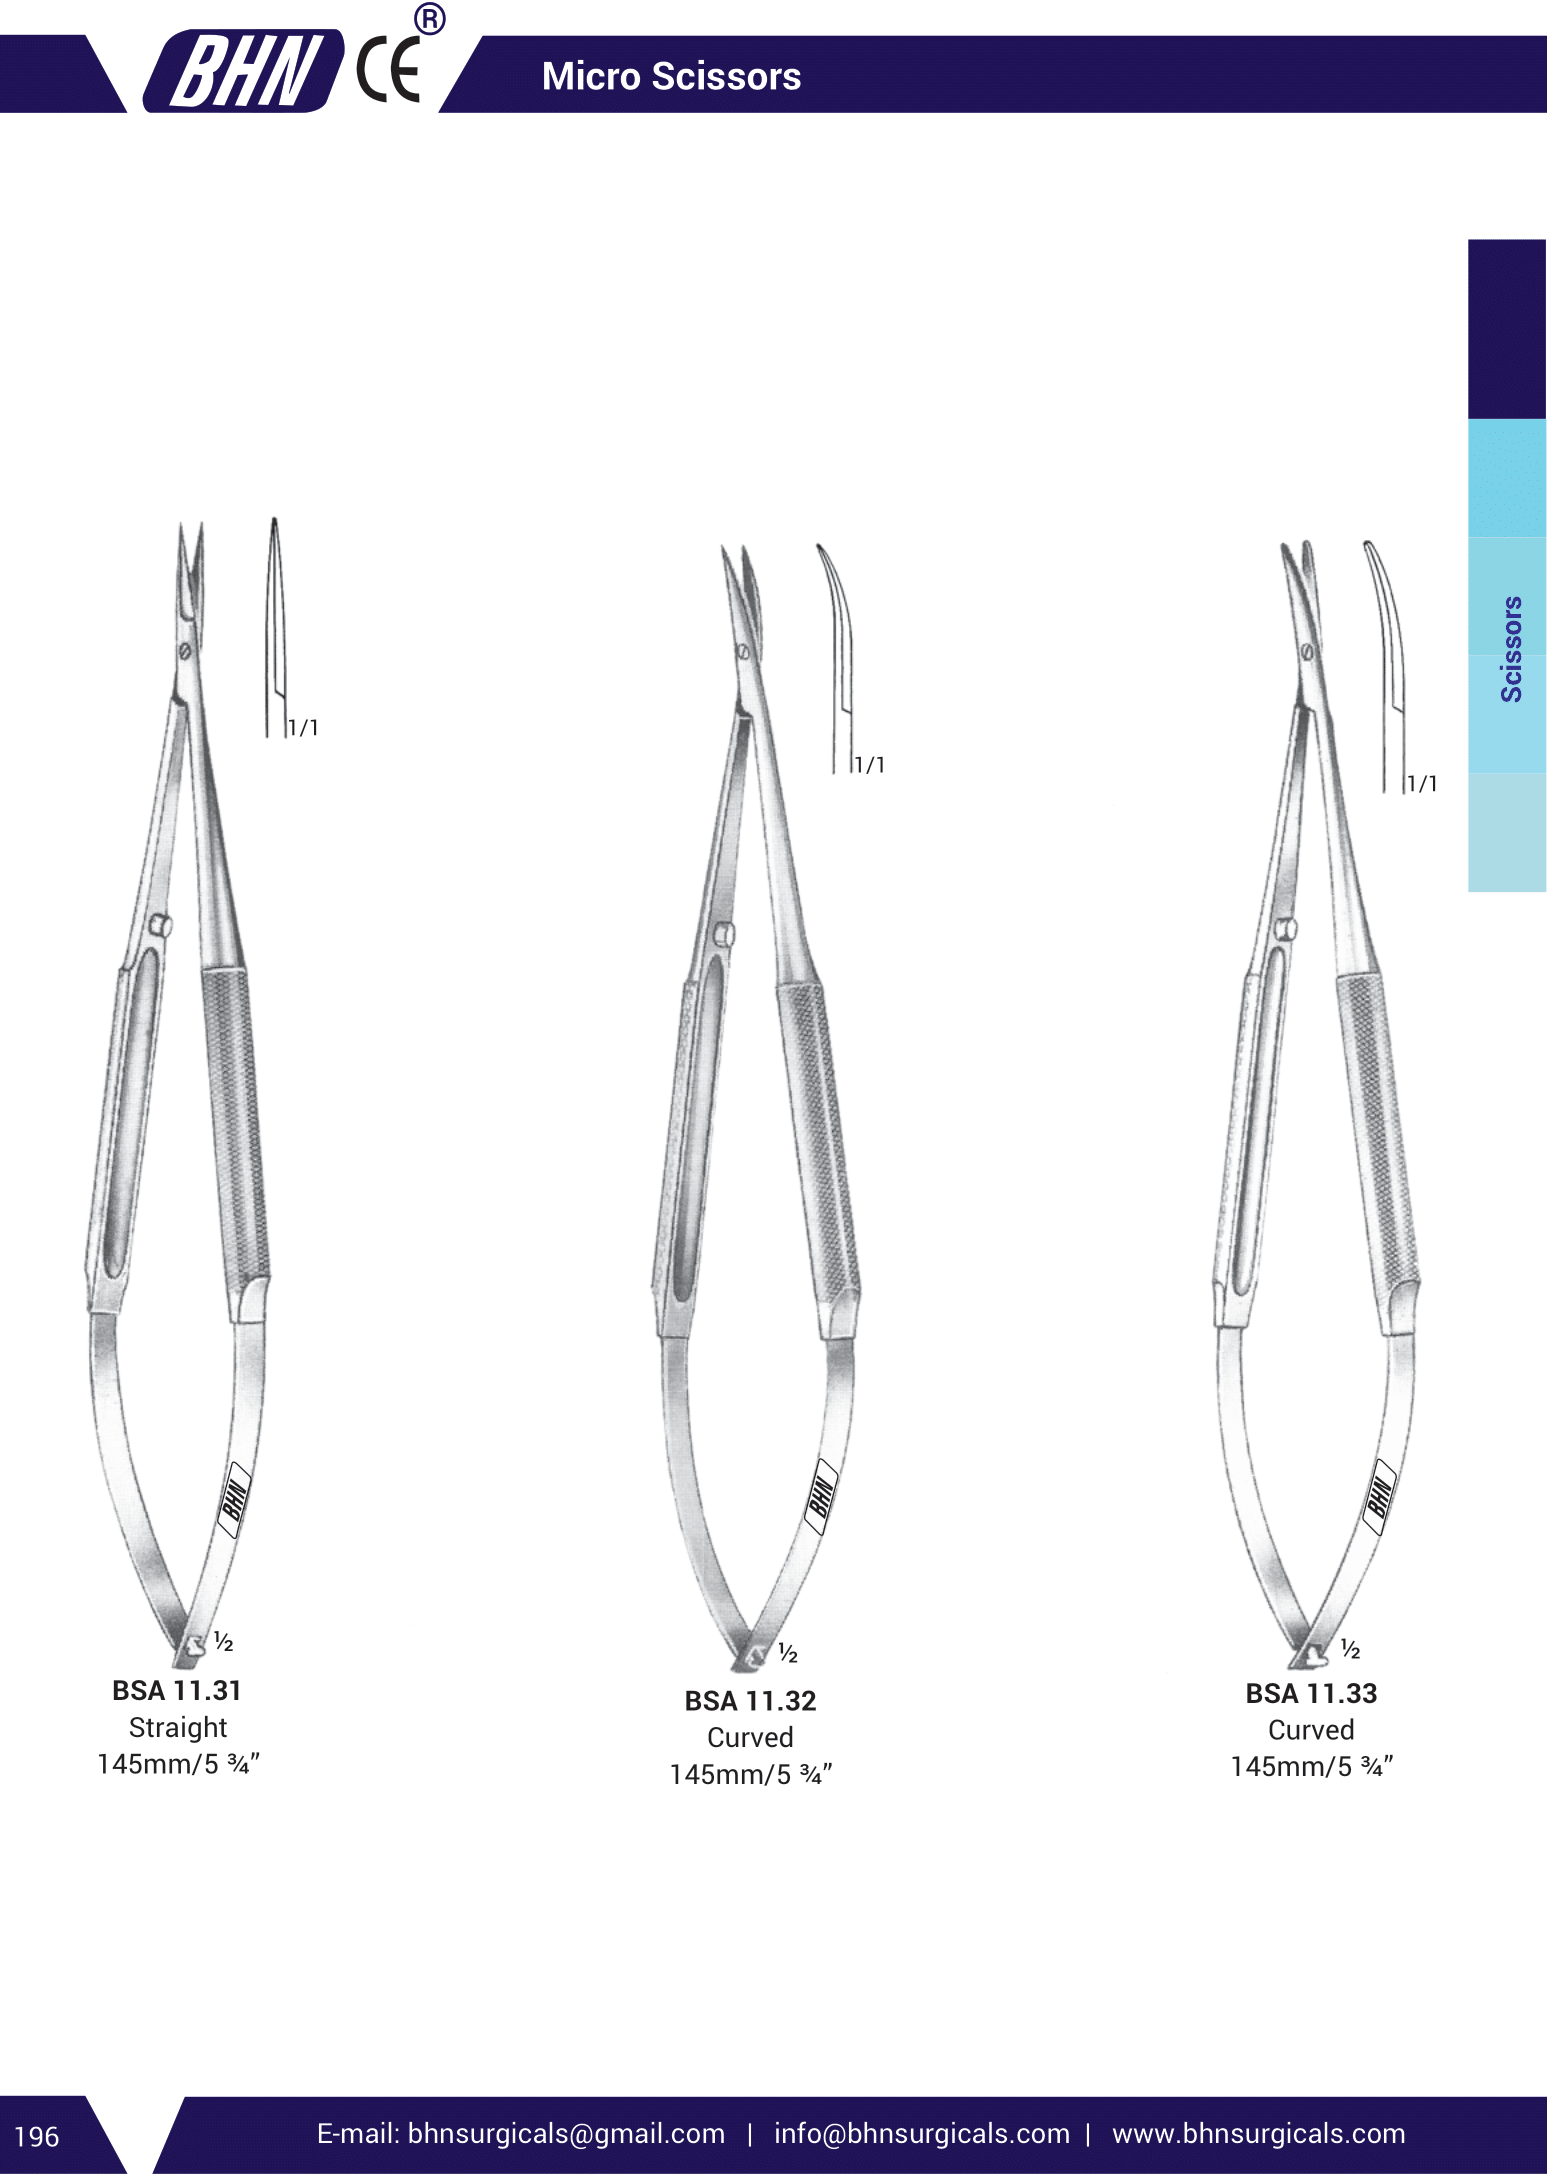 BHN CE ®
Micro Scissors
Scissors
1/1
1/1
1/1
BHN
BHN
BHN
½
½
½
BSA 11.31
Straight
145mm/5 ¾”
BSA 11.32
Curved
145mm/5 ¾”
BSA 11.33
Curved
145mm/5 ¾”
196
E-mail: bhnsurgicals@gmail.com | info@bhnsurgicals.com | www.bhnsurgicals.com